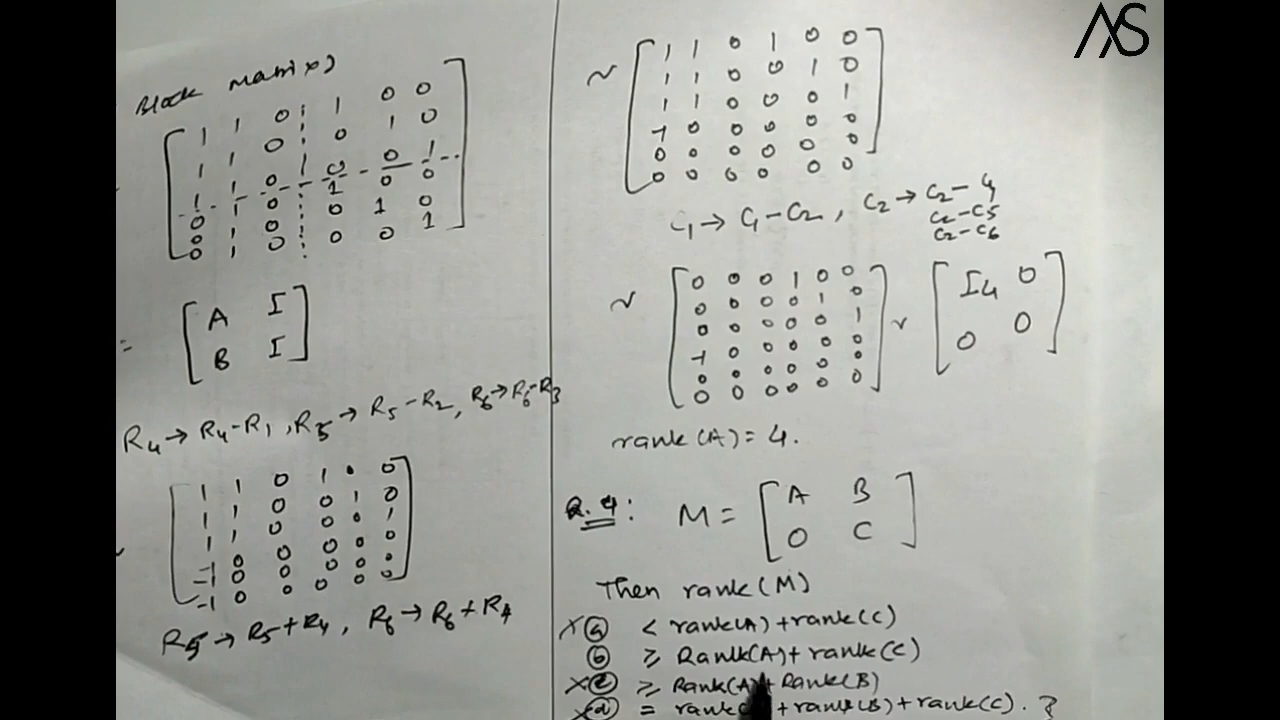 Block matrix)
1 1 0 1 0 0
1 1 0 0 1 0
1 1 0 0 0 1
0 1 0 1 0 0
0 1 0 0 1 0
0 1 0 0 0 1
= [A I
B I]
R4 → R4-R1, R5 → R5-R2, R6 → R6-R3
1 1 0 1 0 0
1 1 0 0 1 0
1 1 0 0 0 1
-1 0 0 0 0 0
-1 0 0 0 0 0
-1 0 0 0 0 0
R5 → R5+R4, R6 → R6+R4
AS
~ 1 1 0 1 0 0
1 1 0 0 1 0
1 1 0 0 0 1
-1 0 0 0 0 0
0 0 0 0 0 0
0 0 0 0 0 0
C1 → C1-C2, C2 → C2-4
C2-C5
C2-C6
~ 0 0 0 1 0 0
0 0 0 0 1 0
0 0 0 0 0 1
-1 0 0 0 0 0
0 0 0 0 0 0
0 0 0 0 0 0
~ [I4 0
0 0]
rank(A)=4.
Q.4: M = [A B
0 C]
Then rank(M)
×ⓐ < rank(A)+rank(C)
ⓑ ≥ Rank(A)+rank(C)
×ⓒ ≥ Rank(A)+Rank(B)
×ⓓ = rank( +rank(B)+rank(C). ?